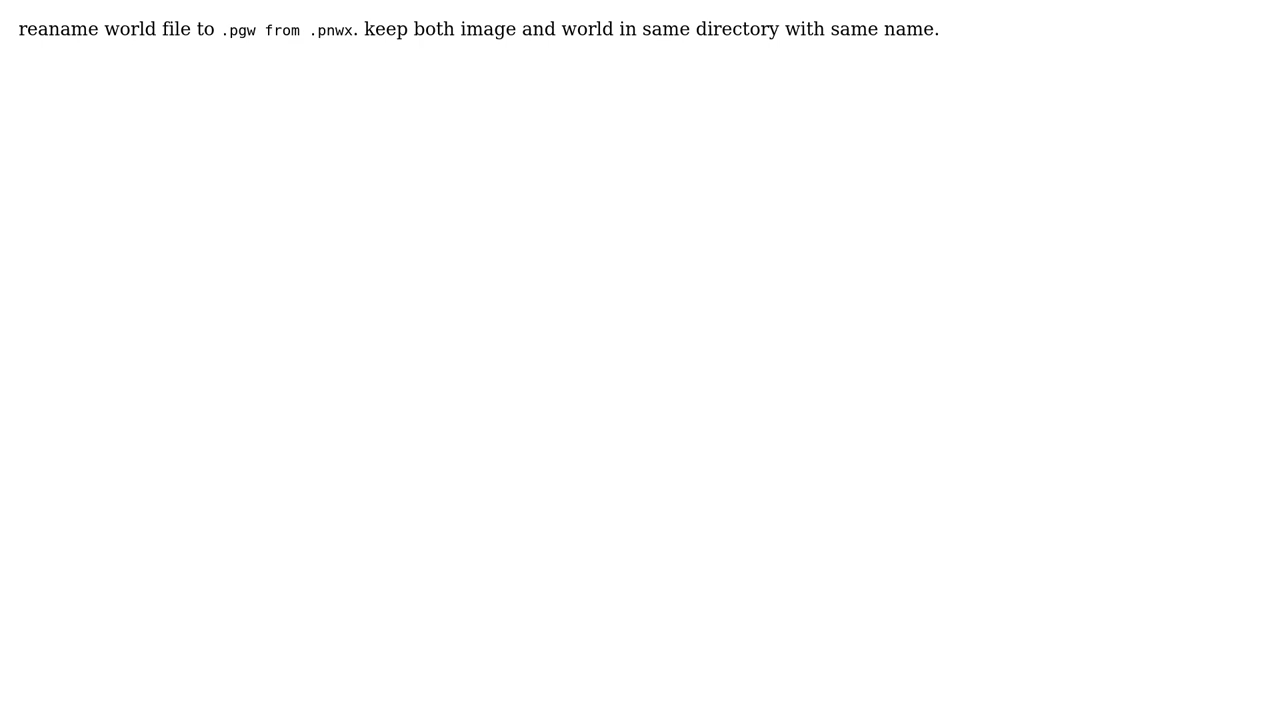 reaname world file to .pgw from .pnwx. keep both image and world in same directory with same name.